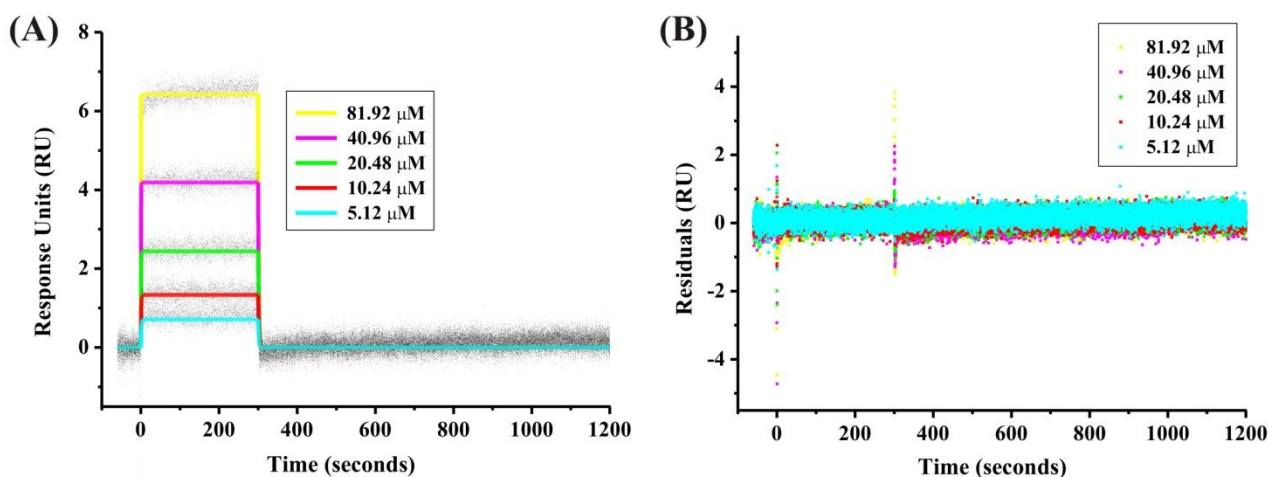 (A)
Response Units (RU)
8
6
4
2
0
81.92 μM
40.96 μM
20.48 μM
10.24 μM
5.12 μM
0 200 400 600 800 1000 1200
Time (seconds)
(B)
Residuals (RU)
4
2
0
-2
-4
81.92 μM
40.96 μM
20.48 μM
10.24 μM
5.12 μM
0 200 400 600 800 1000 1200
Time (seconds)